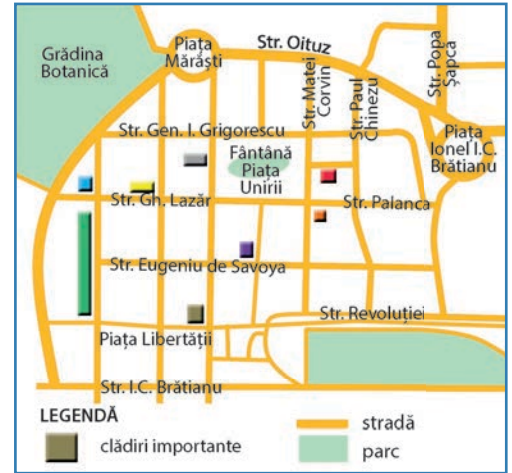 Grădina
Botanică
Piața
Mărăști
Str. Oituz
Str. Popa
Șapcă
Str. Matei
Corvin
Str. Paul
Chinezu
Str. Gen. I. Grigorescu
Fântână
Piața
Unirii
Piața
Ionel I.C.
Brătianu
Str. Gh. Lazăr
Str. Palanca
Str. Eugeniu de Savoya
Str. Revoluției
Piața Libertății
Str. I.C. Brătianu
LEGENDĂ
clădiri importante
stradă
parc